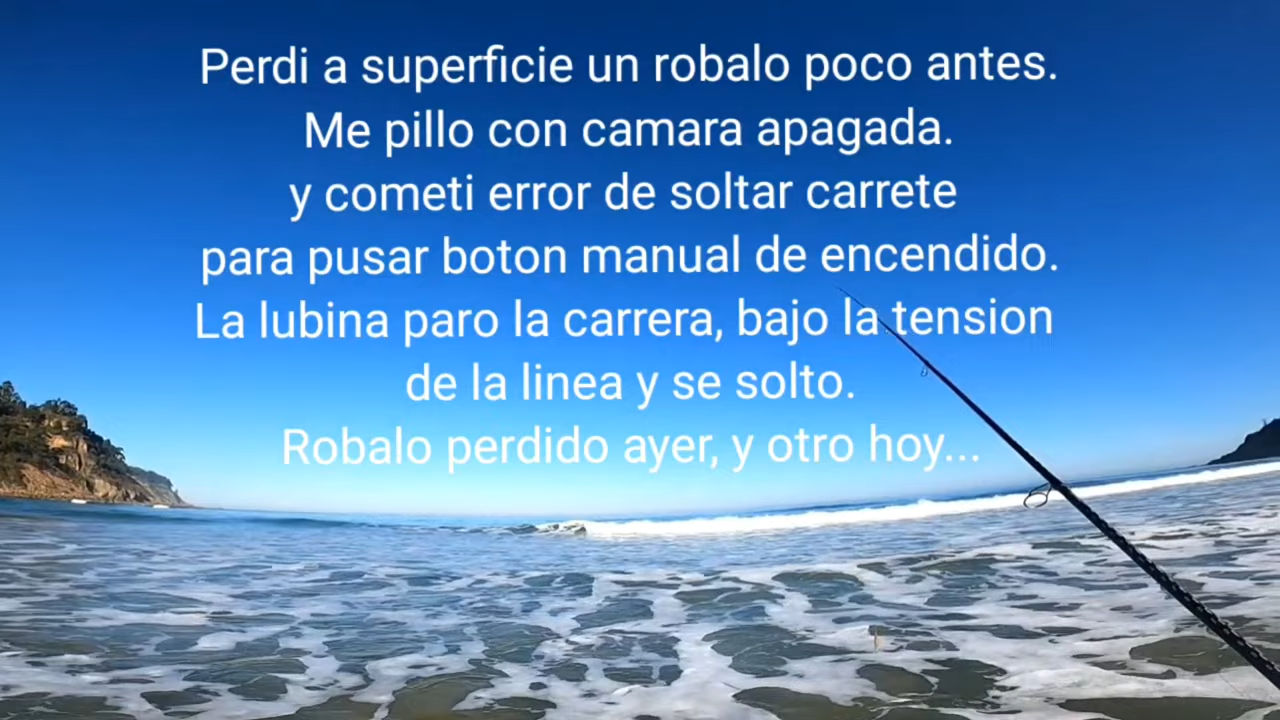 Perdi a superficie un robalo poco antes.
Me pillo con camara apagada.
y cometi error de soltar carrete
para pusar boton manual de encendido.
La lubina paro la carrera, bajo la tension
de la linea y se solto.
Robalo perdido ayer, y otro hoy...